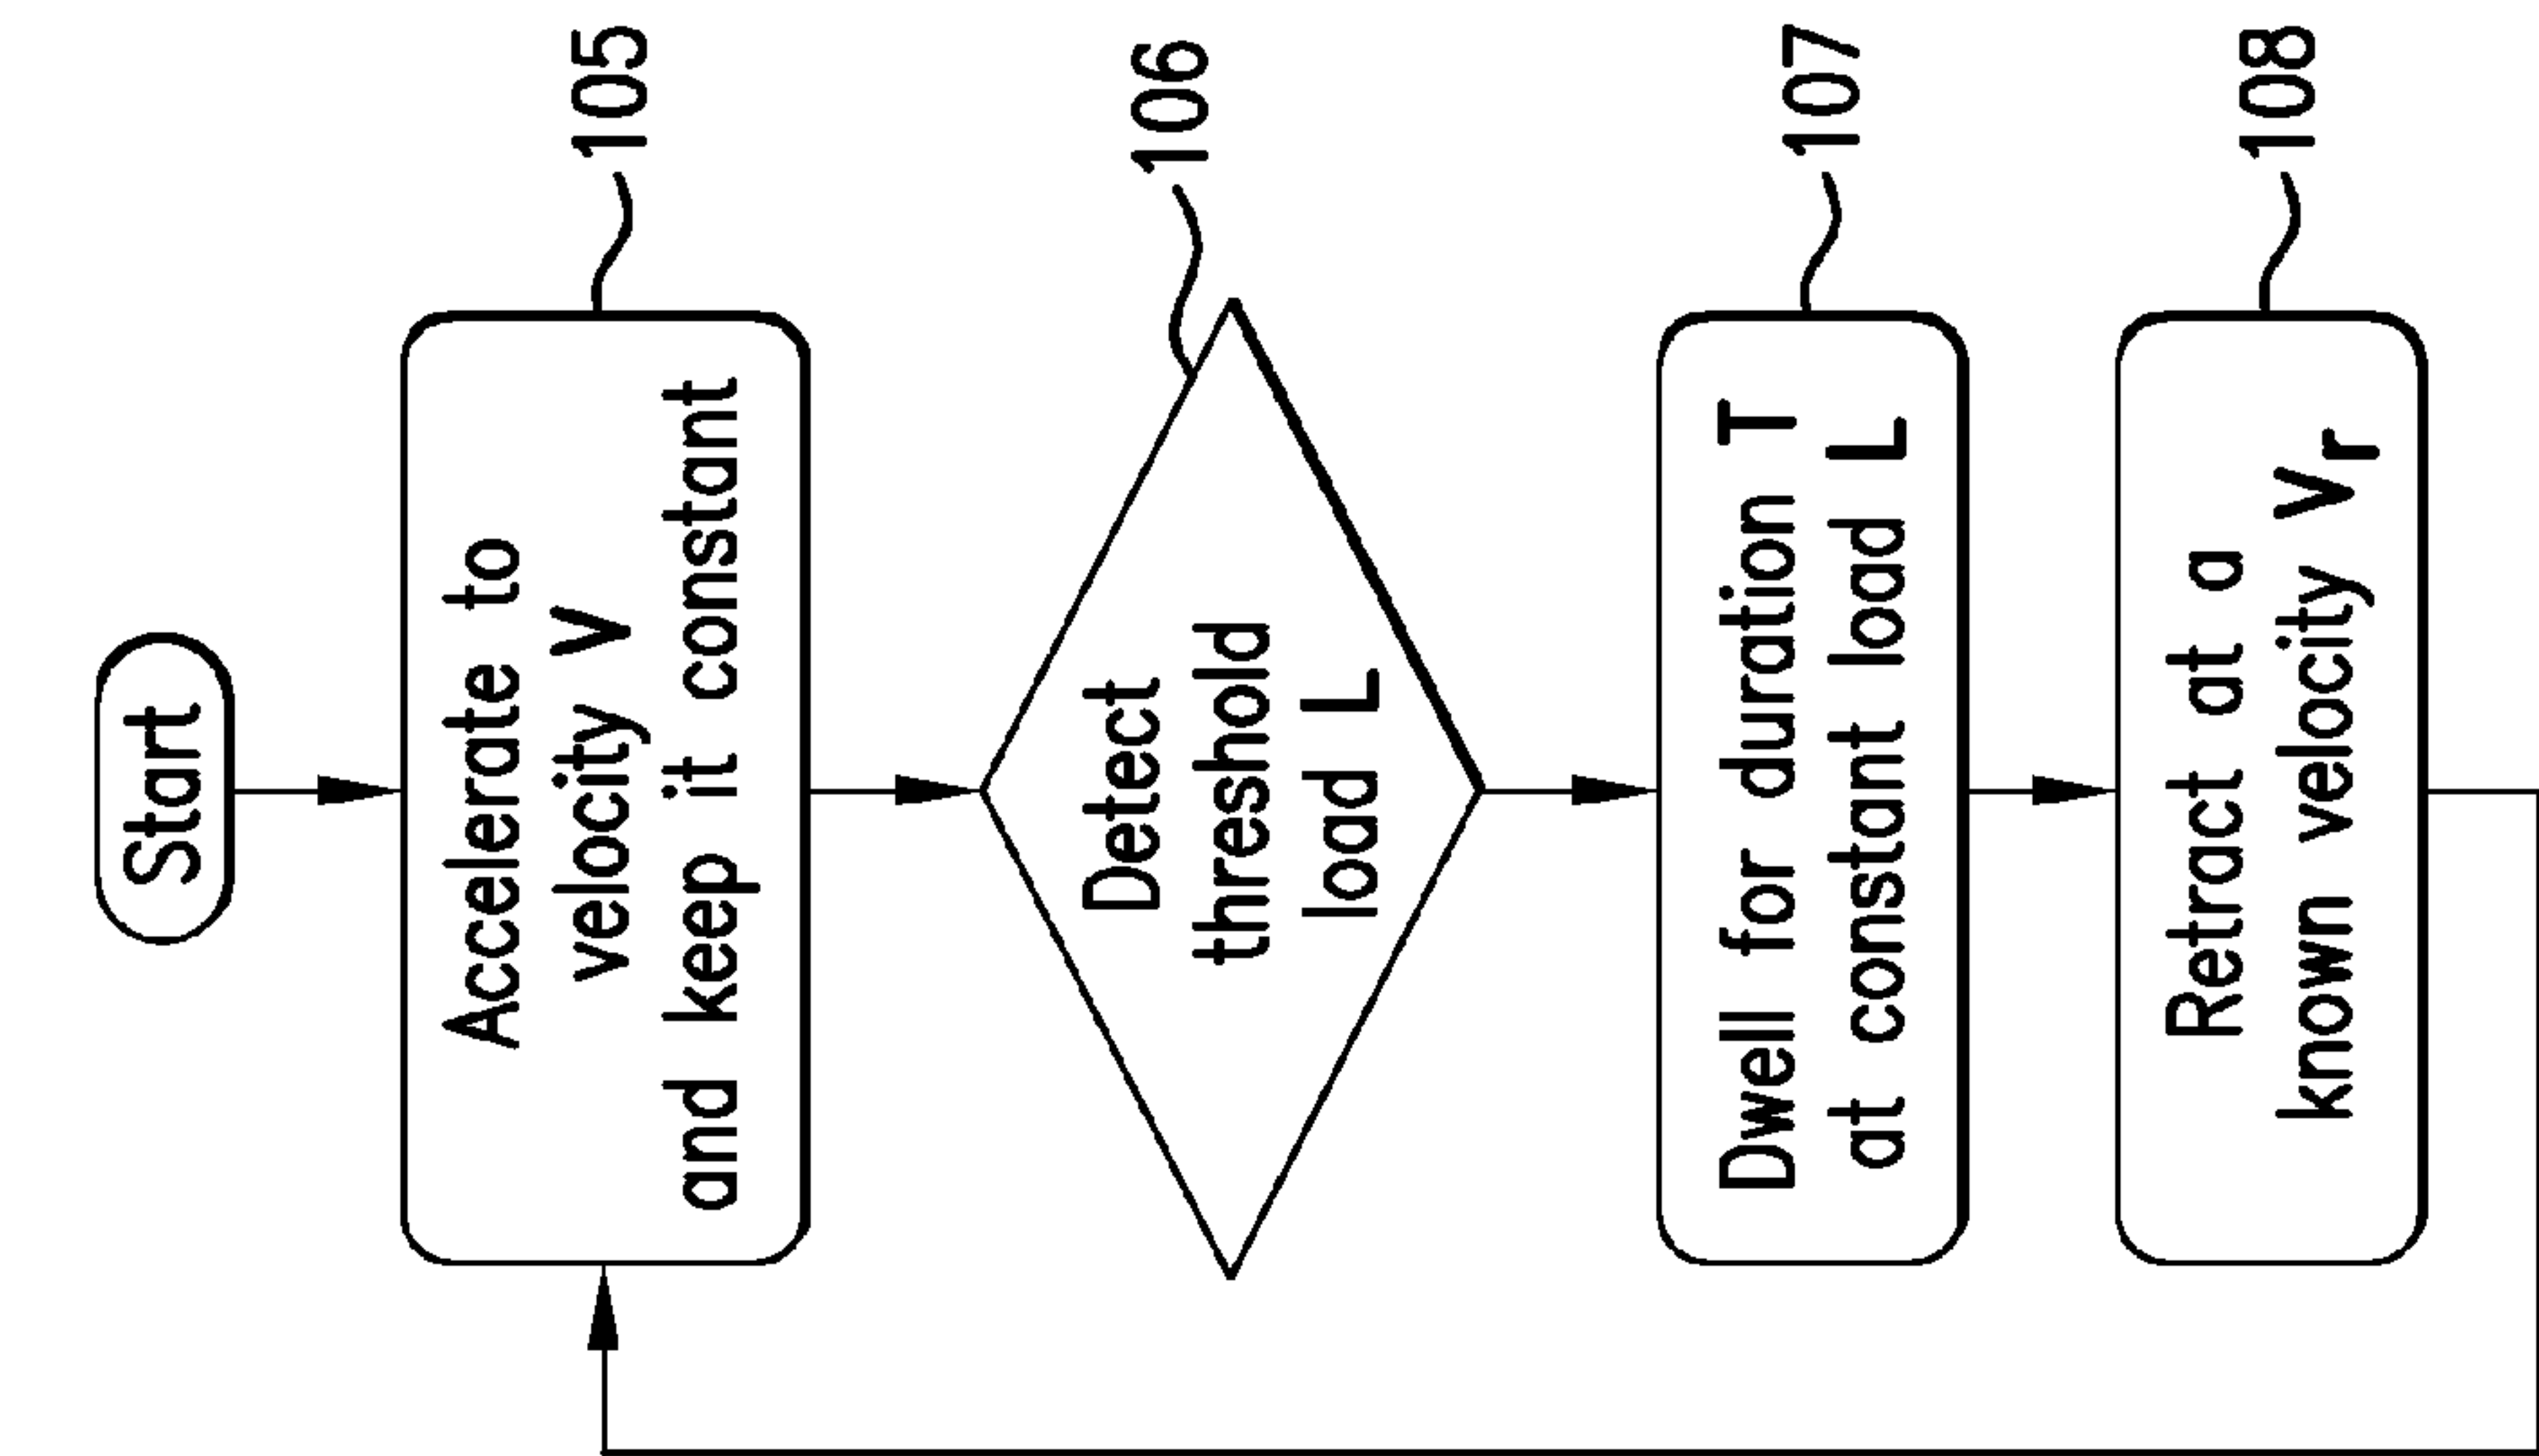 Start
Accelerate to
velocity V
and keep it constant
105
Detect
threshold
load L
106
Dwell for duration T
at constant load L
107
Retract at a
known velocity Vr
108